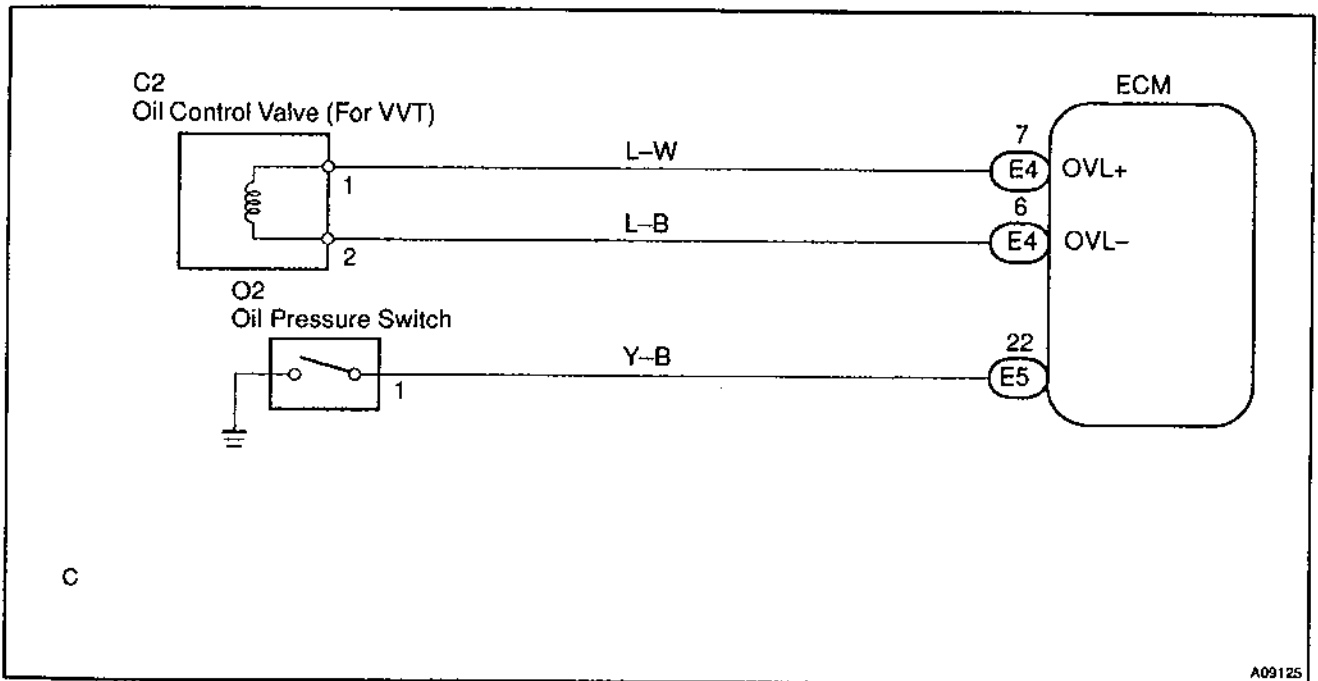 C2
Oil Control Valve (For VVT)
ECM
L–W
7
E4
OVL+
1
L–B
6
E4
OVL–
2
O2
Oil Pressure Switch
Y–B
22
E5
1
C
A09125